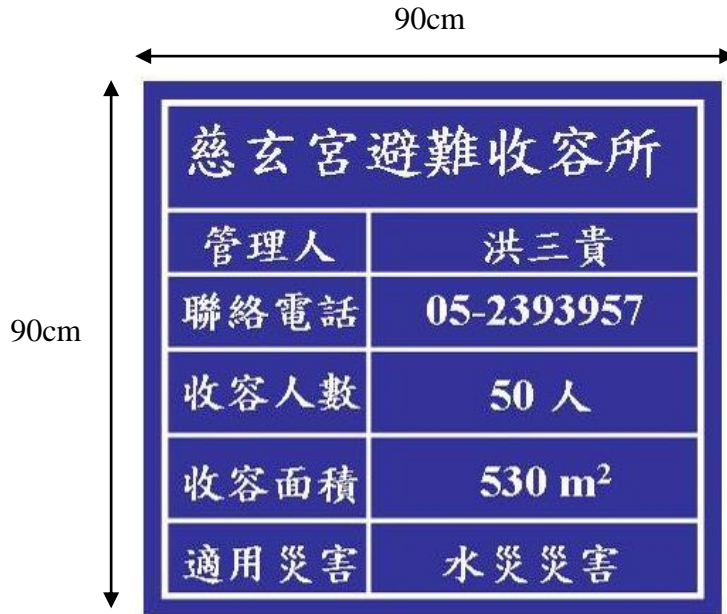 90cm
90cm
慈玄宮避難收容所
管理人 洪三貴
聯絡電話 05-2393957
收容人數 50 人
收容面積 530 m²
適用災害 水災災害